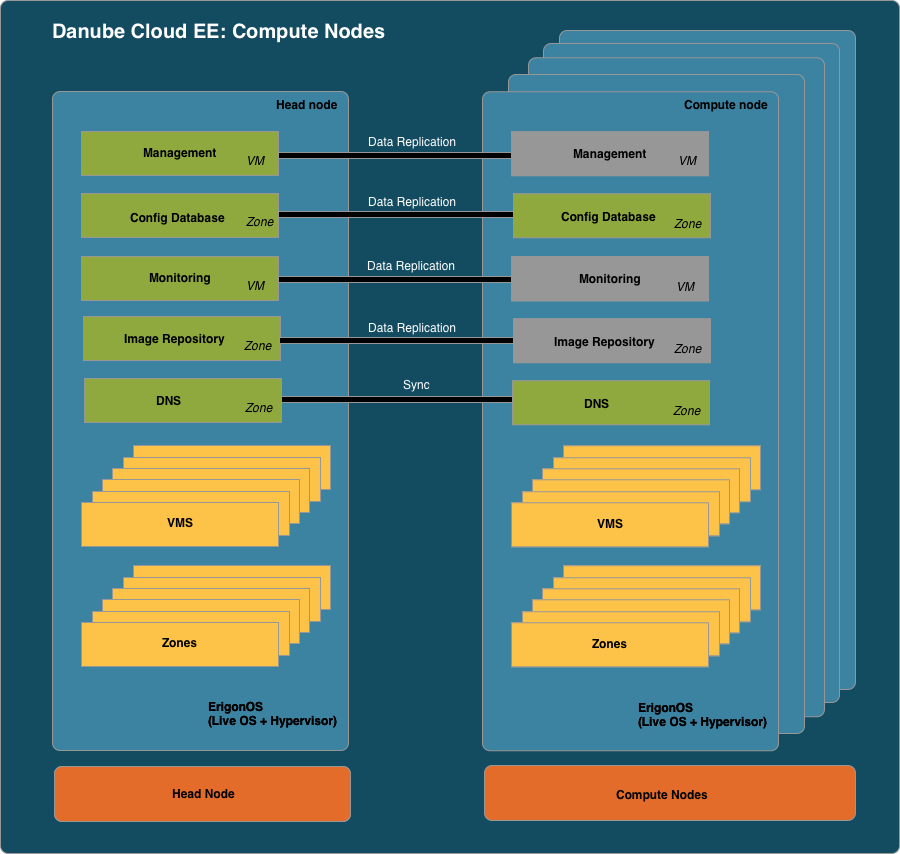 Danube Cloud EE: Compute Nodes
Head node
Compute node
Management
VM
Data Replication
Management
VM
Config Database
Zone
Data Replication
Config Database
Zone
Monitoring
VM
Data Replication
Monitoring
VM
Image Repository
Zone
Data Replication
Image Repository
Zone
DNS
Zone
Sync
DNS
Zone
VMS
VMS
Zones
Zones
ErigonOS
(Live OS + Hypervisor)
ErigonOS
(Live OS + Hypervisor)
Head Node
Compute Nodes